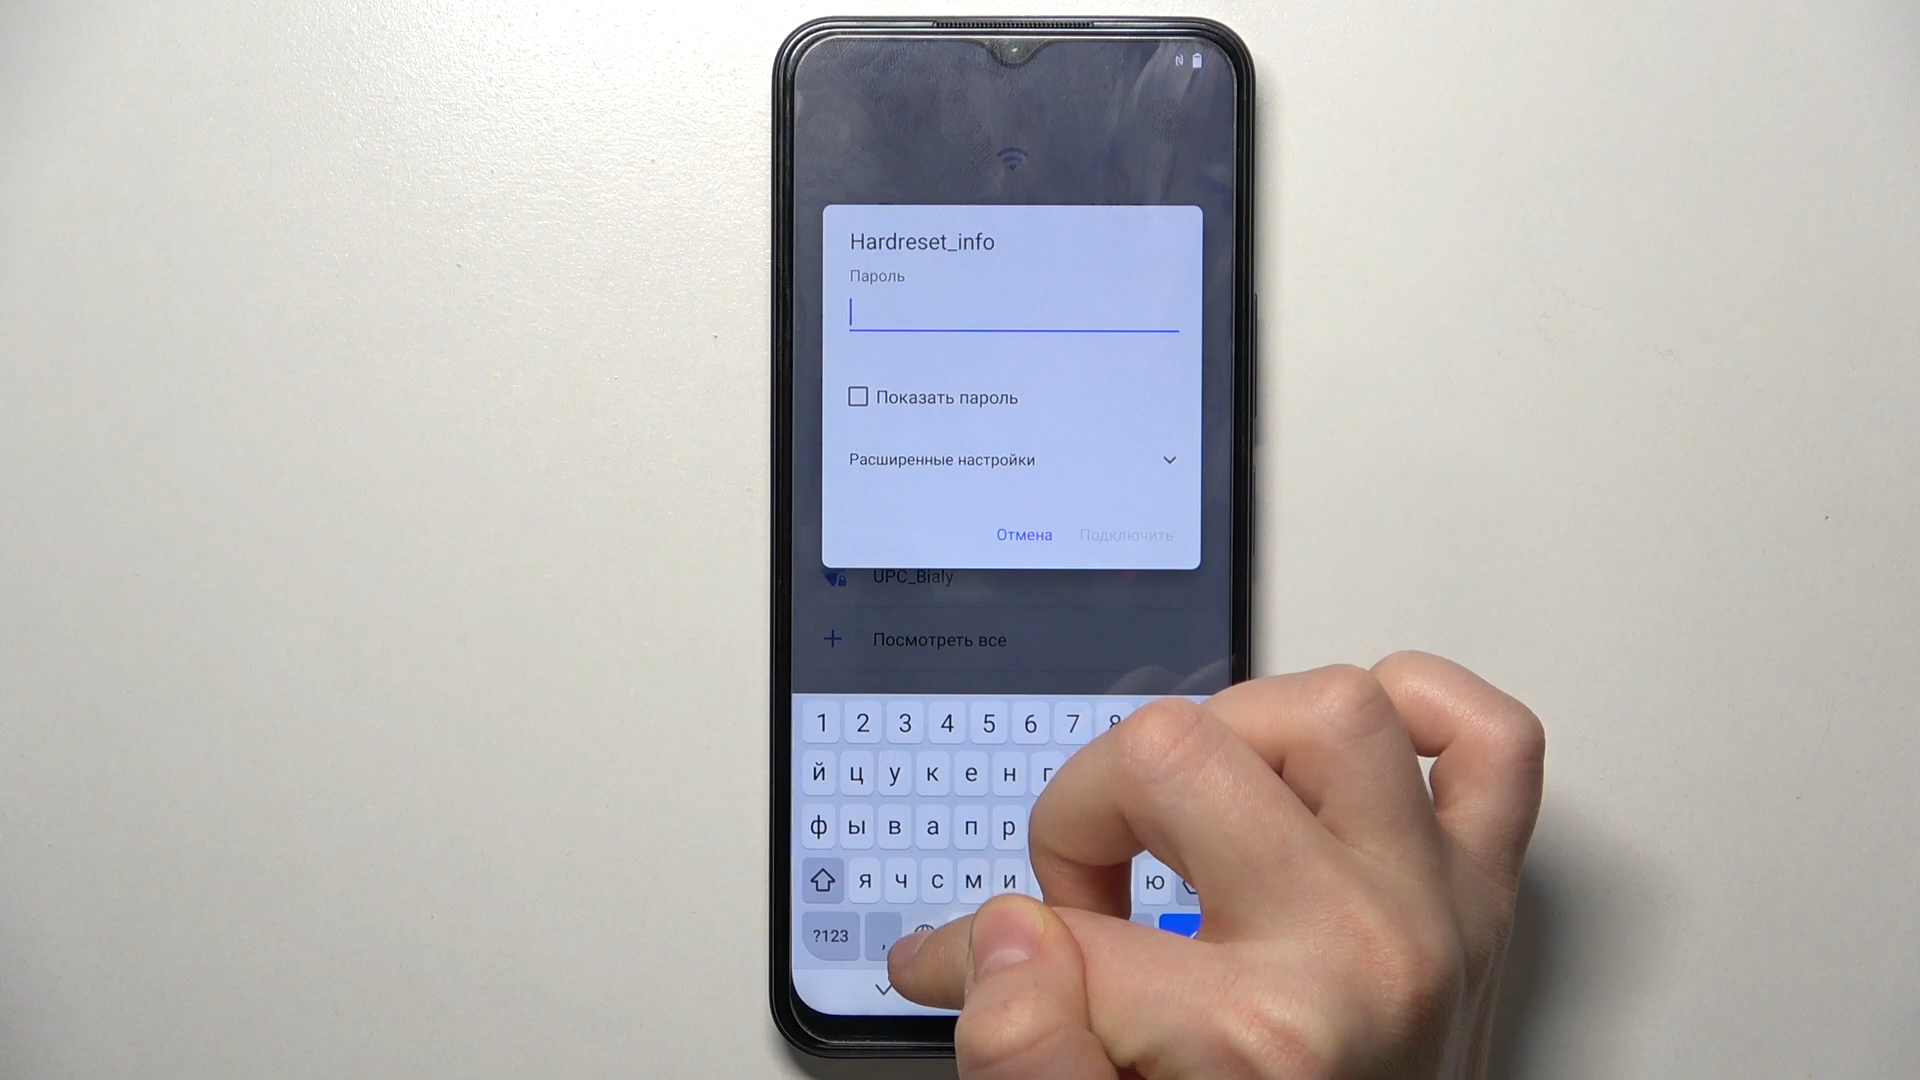 Hardreset_info
Пароль
Показать пароль
Расширенные настройки
Отмена Подключить
UPC_Bialy
Посмотреть все
1 2 3 4 5 6 7 8
й ц у к е н г
ф ы в а п р
я ч с м и ю
?123 ,